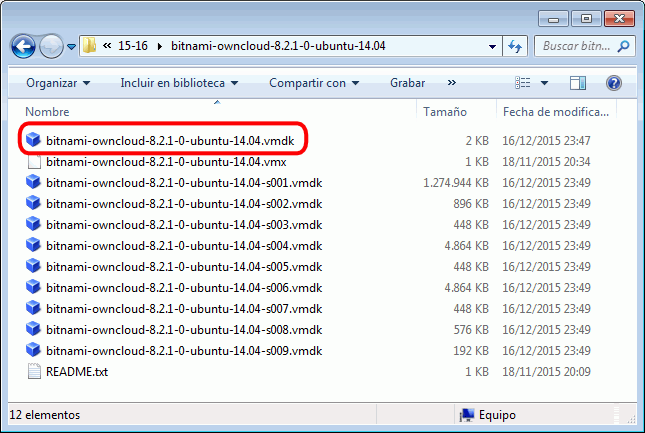 « 15-16 bitnami-owncloud-8.2.1-0-ubuntu-14.04 Buscar bitn...
Organizar Incluir en biblioteca Compartir con Grabar »
Nombre Tamaño Fecha de modifica...
bitnami-owncloud-8.2.1-0-ubuntu-14.04.vmdk 2 KB 16/12/2015 23:47
bitnami-owncloud-8.2.1-0-ubuntu-14.04.vmx 1 KB 18/11/2015 20:34
bitnami-owncloud-8.2.1-0-ubuntu-14.04-s001.vmdk 1.274.944 KB 16/12/2015 23:49
bitnami-owncloud-8.2.1-0-ubuntu-14.04-s002.vmdk 896 KB 16/12/2015 23:49
bitnami-owncloud-8.2.1-0-ubuntu-14.04-s003.vmdk 448 KB 16/12/2015 23:49
bitnami-owncloud-8.2.1-0-ubuntu-14.04-s004.vmdk 4.864 KB 16/12/2015 23:49
bitnami-owncloud-8.2.1-0-ubuntu-14.04-s005.vmdk 448 KB 16/12/2015 23:49
bitnami-owncloud-8.2.1-0-ubuntu-14.04-s006.vmdk 4.864 KB 16/12/2015 23:49
bitnami-owncloud-8.2.1-0-ubuntu-14.04-s007.vmdk 448 KB 16/12/2015 23:49
bitnami-owncloud-8.2.1-0-ubuntu-14.04-s008.vmdk 576 KB 16/12/2015 23:49
bitnami-owncloud-8.2.1-0-ubuntu-14.04-s009.vmdk 192 KB 16/12/2015 23:49
README.txt 1 KB 18/11/2015 20:09
12 elementos Equipo